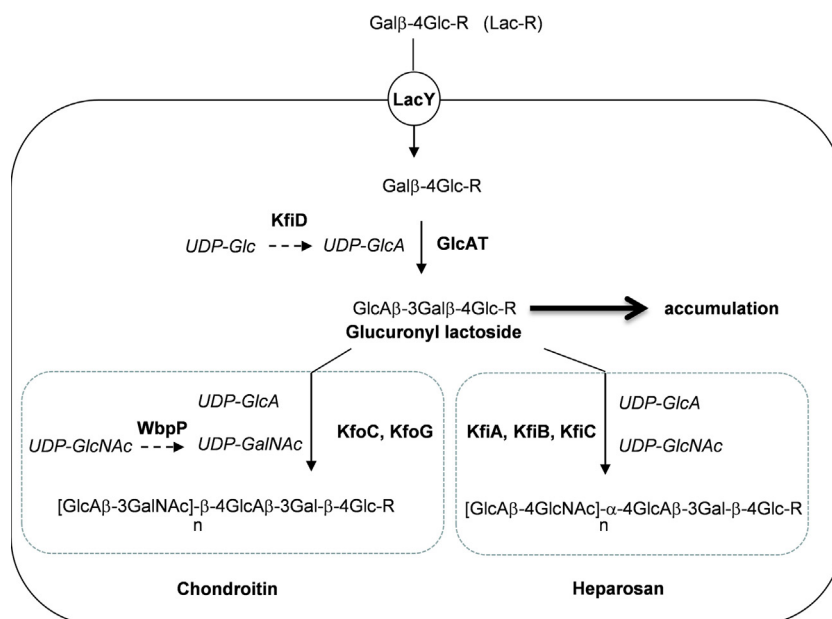 Galβ-4Glc-R (Lac-R)
LacY
Galβ-4Glc-R
KfiD
UDP-Glc UDP-GlcA GlcAT
GlcAβ-3Galβ-4Glc-R accumulation
Glucuronyl lactoside
UDP-GlcA
WbpP
UDP-GlcNAc UDP-GalNAc
KfoC, KfoG
[GlcAβ-3GalNAc]-β-4GlcAβ-3Gal-β-4Glc-R
n
Chondroitin
UDP-GlcA
KfiA, KfiB, KfiC
UDP-GlcNAc
[GlcAβ-4GlcNAc]-α-4GlcAβ-3Gal-β-4Glc-R
n
Heparosan